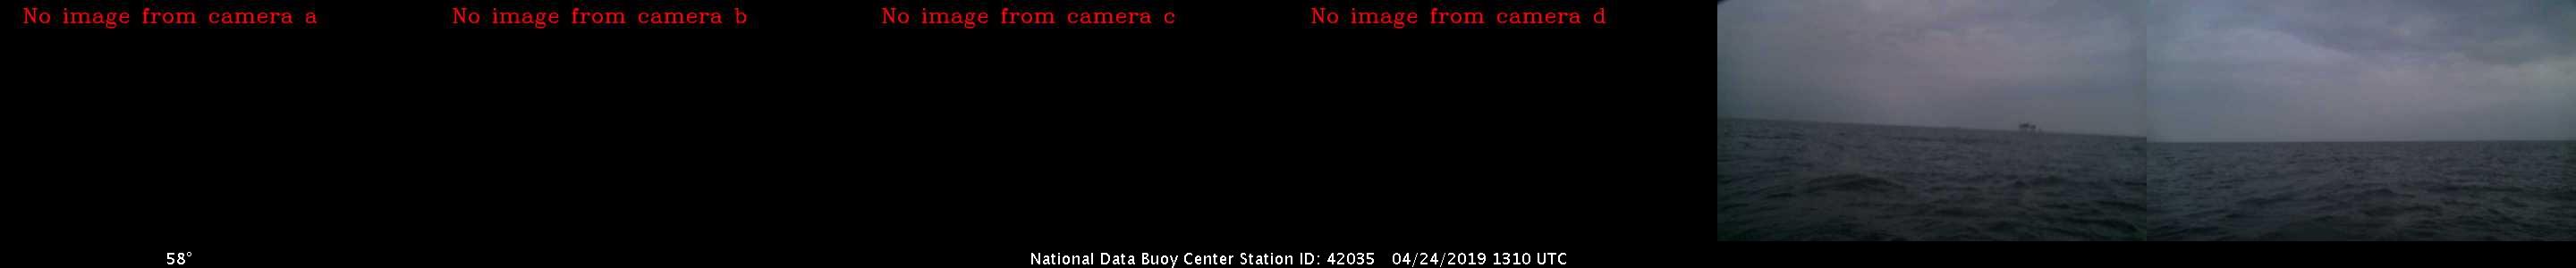 No image from camera a
No image from camera b
No image from camera c
No image from camera d
58°
National Data Buoy Center Station ID: 42035 04/24/2019 1310 UTC